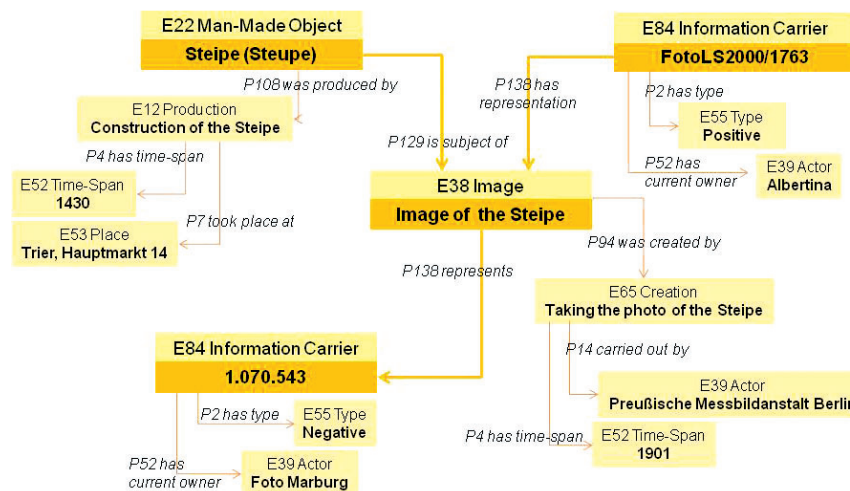 E22 Man-Made Object
Steipe (Steupe)
P108 was produced by
E12 Production
Construction of the Steipe
P4 has time-span
E52 Time-Span
1430
P7 took place at
E53 Place
Trier, Hauptmarkt 14
P129 is subject of
E84 Information Carrier
FotoLS2000/1763
P138 has
representation
P2 has type
E55 Type
Positive
P52 has
current owner
E39 Actor
Albertina
E38 Image
Image of the Steipe
P94 was created by
P138 represents
E65 Creation
Taking the photo of the Steipe
P14 carried out by
E39 Actor
Preußische Messbildanstalt Berlin
P4 has time-span
E52 Time-Span
1901
E84 Information Carrier
1.070.543
P2 has type
E55 Type
Negative
P52 has
current owner
E39 Actor
Foto Marburg